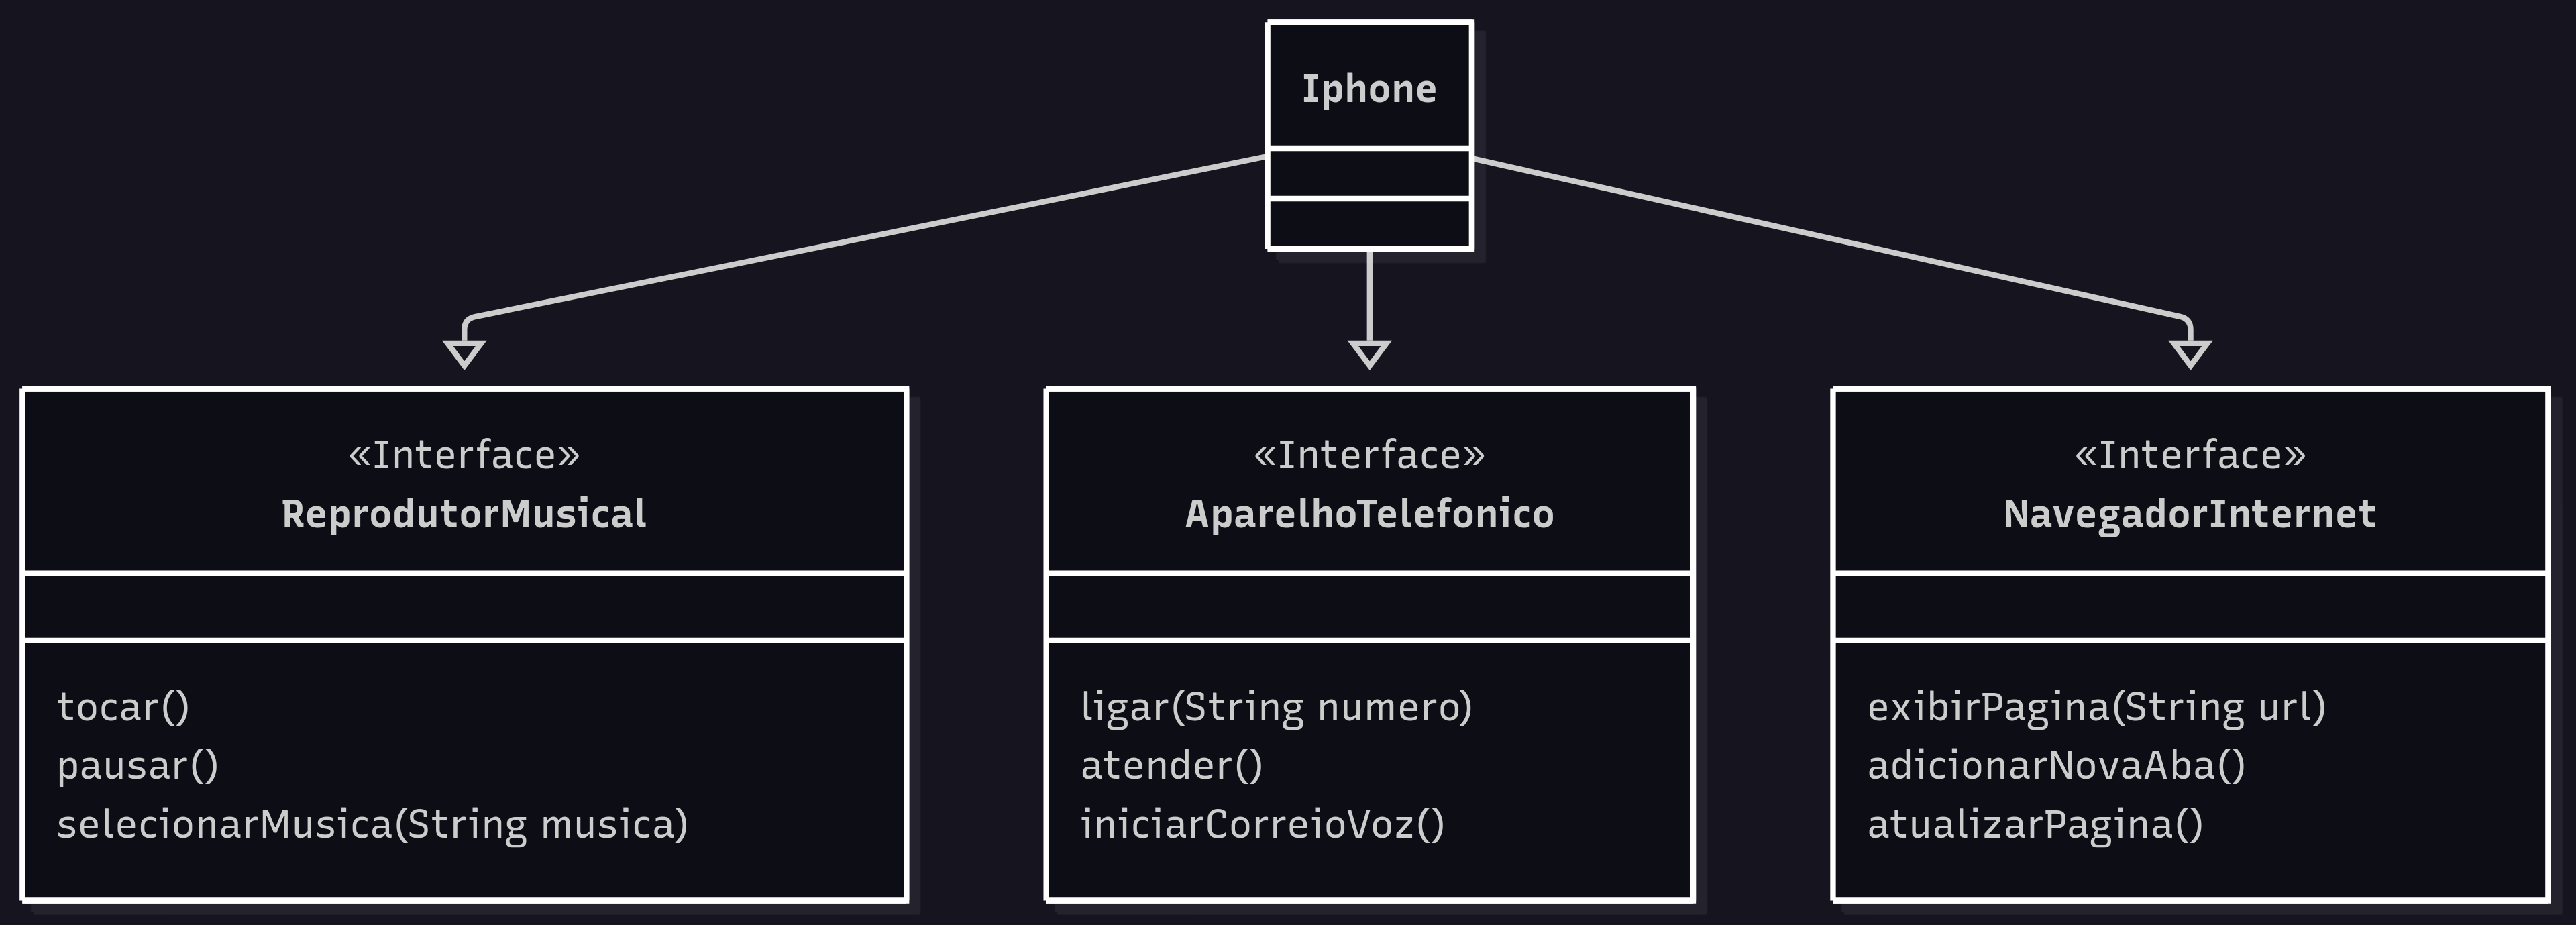 Iphone
«Interface»
ReprodutorMusical
tocar()
pausar()
selecionarMusica(String musica)
«Interface»
AparelhoTelefonico
ligar(String numero)
atender()
iniciarCorreioVoz()
«Interface»
NavegadorInternet
exibirPagina(String url)
adicionarNovaAba()
atualizarPagina()